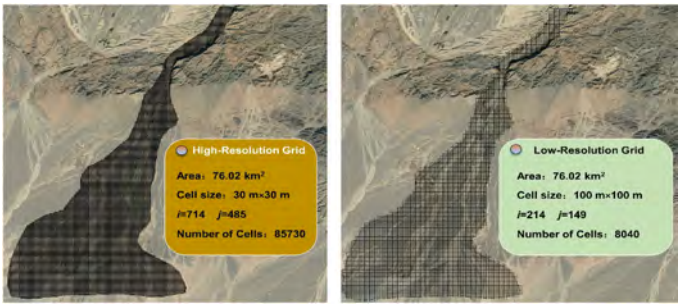 High-Resolution Grid
Area：76.02 km²
Cell size：30 m×30 m
i=714 j=485
Number of Cells：85730
Low-Resolution Grid
Area：76.02 km²
Cell size：100 m×100 m
i=214 j=149
Number of Cells：8040